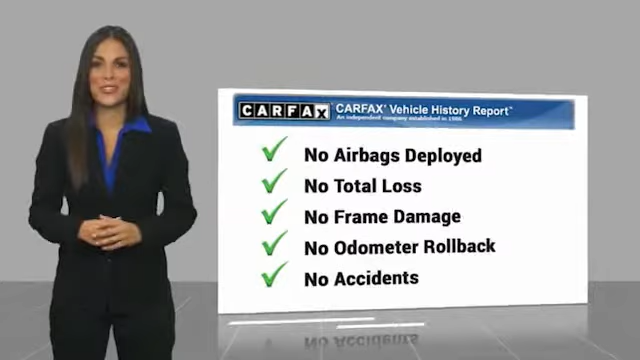 CARFAX CARFAX® Vehicle History Report™
An independent company established in 1986
No Airbags Deployed
No Total Loss
No Frame Damage
No Odometer Rollback
No Accidents